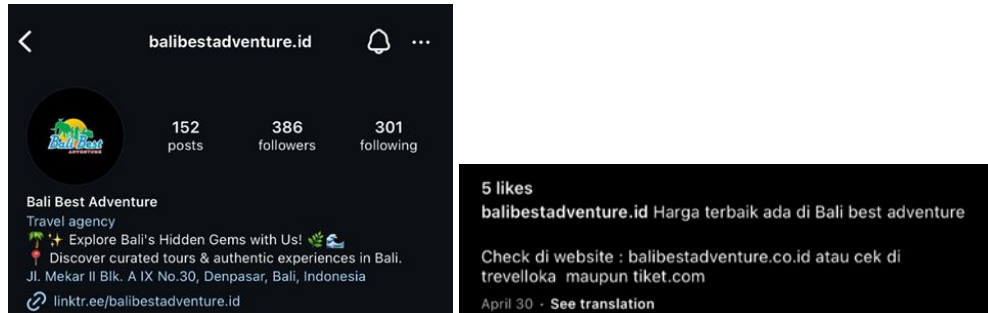 balibestadventure.id
Bali Best
ADVENTURE
152 386 301
posts followers following
Bali Best Adventure
Travel agency
🌴✨ Explore Bali's Hidden Gems with Us! 🌿🌊
📍 Discover curated tours & authentic experiences in Bali.
Jl. Mekar II Blk. A IX No.30, Denpasar, Bali, Indonesia
linktr.ee/balibestadventure.id
5 likes
balibestadventure.id Harga terbaik ada di Bali best adventure
Check di website : balibestadventure.co.id atau cek di
trevelloka maupun tiket.com
April 30 · See translation